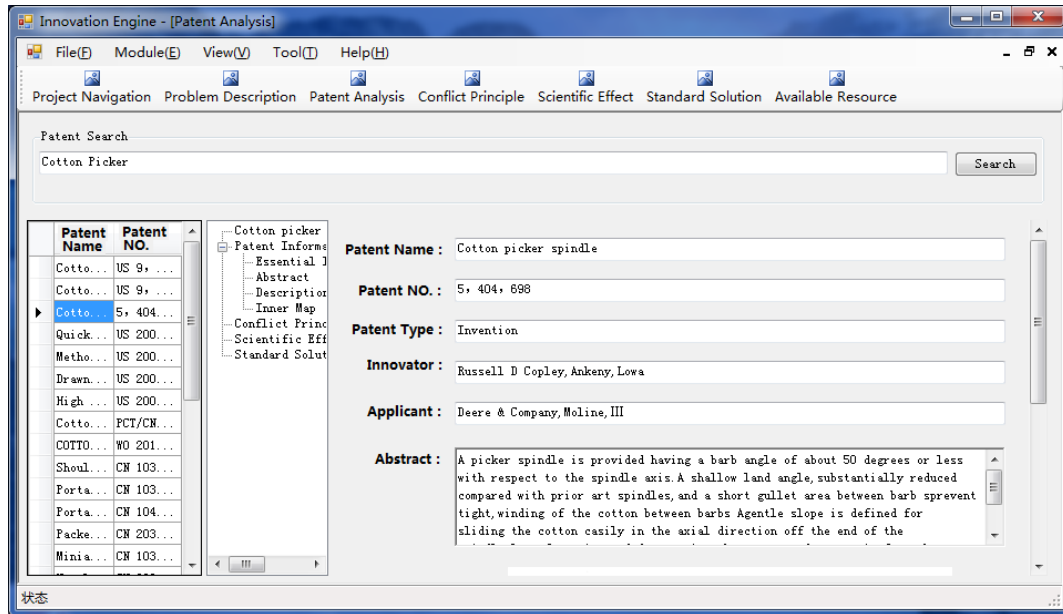 Innovation Engine - [Patent Analysis]
File(F) Module(E) View(V) Tool(T) Help(H)
Project Navigation Problem Description Patent Analysis Conflict Principle Scientific Effect Standard Solution Available Resource
Patent Search
Cotton Picker
Search
Patent Name Patent NO.
Cotto... US 9, ...
Cotto... US 9, ...
Cotto... 5, 404...
Quick... US 200...
Metho... US 200...
Drawn... US 200...
High ... US 200...
Cotto... PCT/CN...
COTTO... WO 201...
Shoul... CN 103...
Porta... CN 103...
Porta... CN 104...
Packe... CN 203...
Minia... CN 103...
Cotton picker
Patent Informa
Essential I
Abstract
Description
Inner Map
Conflict Princ
Scientific Eff
Standard Solut
Patent Name : Cotton picker spindle
Patent NO. : 5, 404, 698
Patent Type : Invention
Innovator : Russell D Copley, Ankeny, Lowa
Applicant : Deere & Company, Moline, III
Abstract : A picker spindle is provided having a barb angle of about 50 degrees or less
with respect to the spindle axis. A shallow land angle, substantially reduced
compared with prior art spindles, and a short gullet area between barb sprevent
tight, winding of the cotton between barbs Agentle slope is defined for
sliding the cotton casily in the axial direction off the end of the
状态